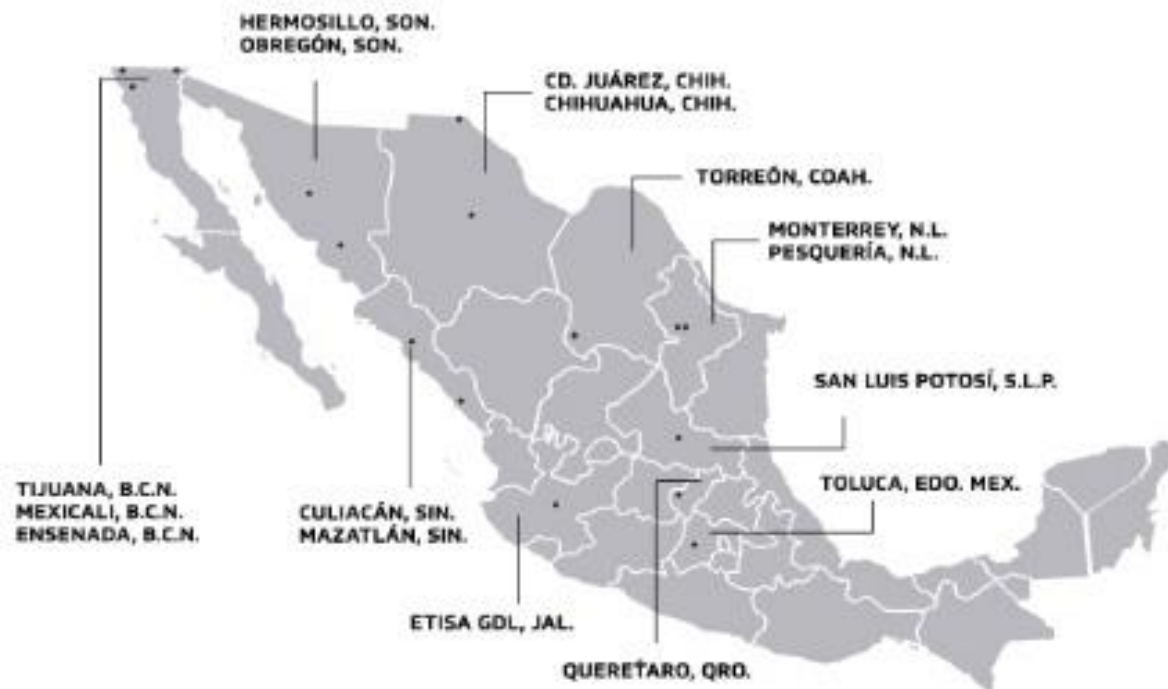 HERMOSILLO, SON.
OBREGÓN, SON.
CD. JUÁREZ, CHIH.
CHIHUAHUA, CHIH.
TORREÓN, COAH.
MONTERREY, N.L.
PESQUERÍA, N.L.
SAN LUIS POTOSÍ, S.L.P.
TIJUANA, B.C.N.
MEXICALI, B.C.N.
ENSENADA, B.C.N.
CULIACÁN, SIN.
MAZATLÁN, SIN.
TOLUCA, EDO. MEX.
ETISA GDL, JAL.
QUERÉTARO, QRO.